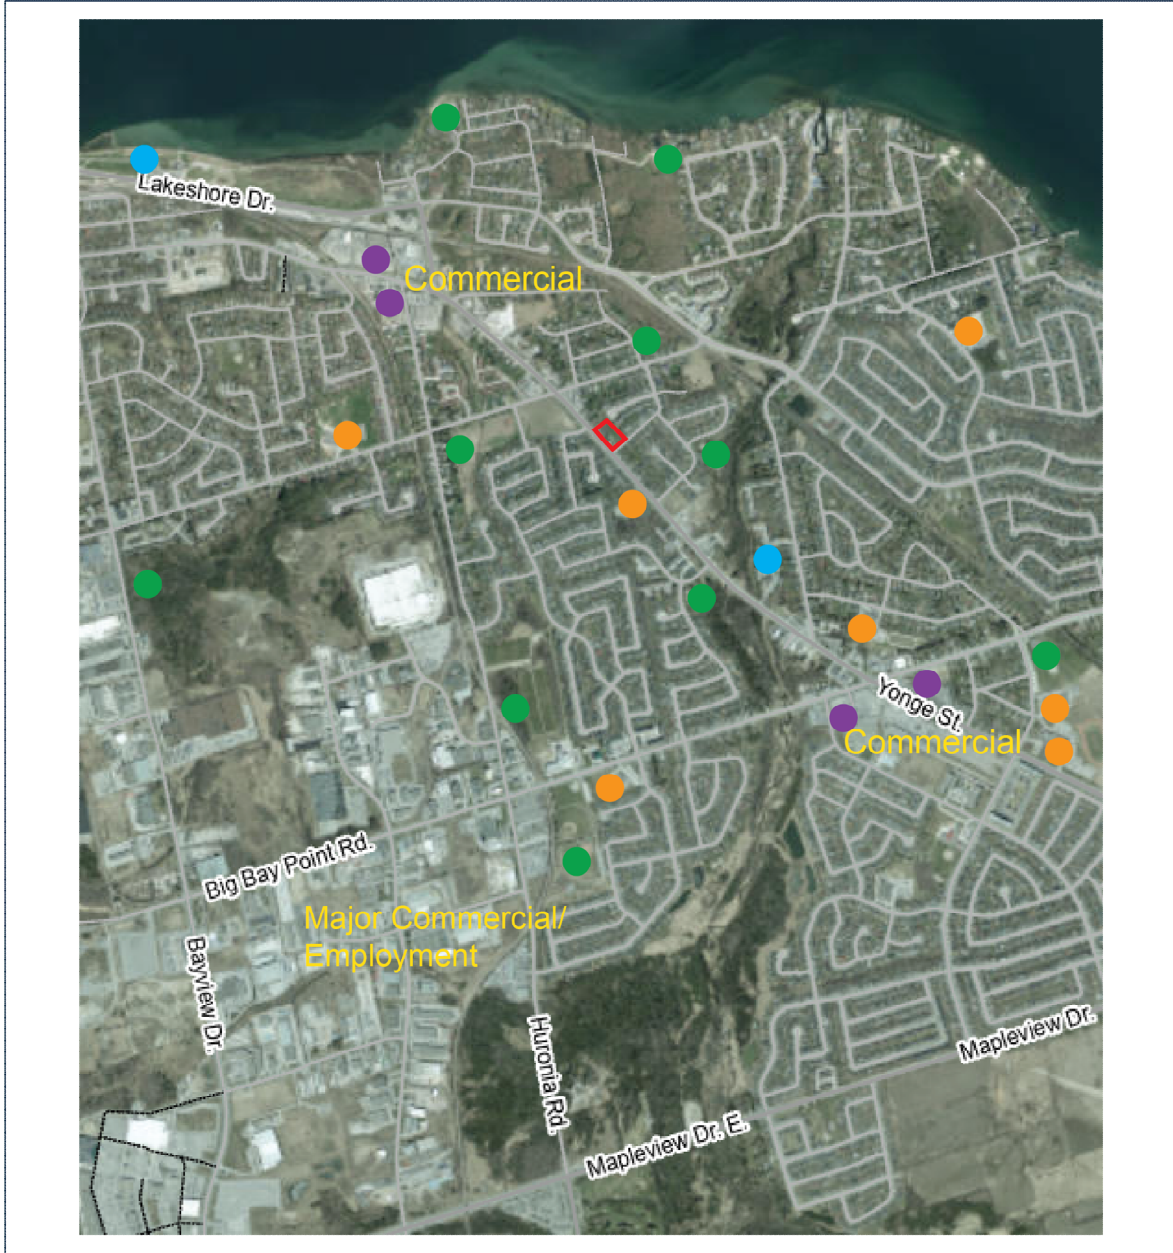 Lakeshore Dr.
Commercial
Yonge St.
Commercial
Big Bay Point Rd.
Major Commercial/
Employment
Bayview Dr.
Huronia Rd.
Mapleview Dr.
Mapleview Dr. E.